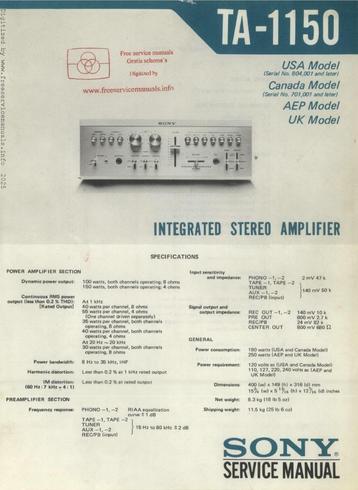 TA-1150
USA Model
(Serial No. 804,001 and later)
Canada Model
(Serial No. 701,001 and later)
AEP Model
UK Model
Free service manuals
Gratis schema's
Digitized by
www.freeservicemanuals.info
Digitized by www.freeservicemanuals.info 2025
SONY
INTEGRATED STEREO AMPLIFIER
SPECIFICATIONS
POWER AMPLIFIER SECTION
Dynamic power output: 100 watts, both channels operating, 8 ohms
150 watts, both channels operating, 4 ohms
Continuous RMS power
output (less than 0.2 % THD):
[Rated Output]
At 1 kHz
40 watts per channel, 8 ohms
55 watts per channel, 4 ohms
(One channel driven separately)
35 watts per channel, both channels
operating, 8 ohms
40 watts per channel, both channels
operating, 4 ohms
At 20 Hz ~ 20 kHz
30 watts per channel, both channels
operating, 8 ohms
Power bandwidth: 8 Hz to 35 kHz, IHF
Harmonic distortion: Less than 0.2 % at 1 kHz rated output
IM distortion: Less than 0.2 % at rated output
(60 Hz : 7 kHz = 4 : 1)
PREAMPLIFIER SECTION
Frequency response: PHONO -1, -2 RIAA equalization
curve ± 1 dB
TAPE -1, TAPE -2
TUNER
AUX -1, -2
REC/PB (input)
15 Hz to 80 kHz ± 2 dB
Input sensitivity
and impedance:
PHONO -1, -2 2 mV 47 k
TAPE -1, TAPE -2
TUNER
AUX -1, -2
REC/PB (input)
140 mV 50 k
Signal output and
output impedance:
REC OUT -1, -2 140 mV 10 k
PRE OUT 800 mV 2.7 k
REC/PB 24 mV 82 k
CENTER OUT 600 mV 680 Ω
GENERAL
Power consumption: 180 watts (USA and Canada Model)
250 watts (AEP and UK Model)
Power requirement: 120 volts ac (USA and Canada Model)
110, 127, 220, 240 volts ac (AEP and
UK Model)
Dimensions: 400 (w) x 149 (h) x 316 (d) mm
Net weight: 8.3 kg (18 lb 5 oz)
Shipping weight: 11.5 kg (25 lb 6 oz)
SONY®
SERVICE MANUAL